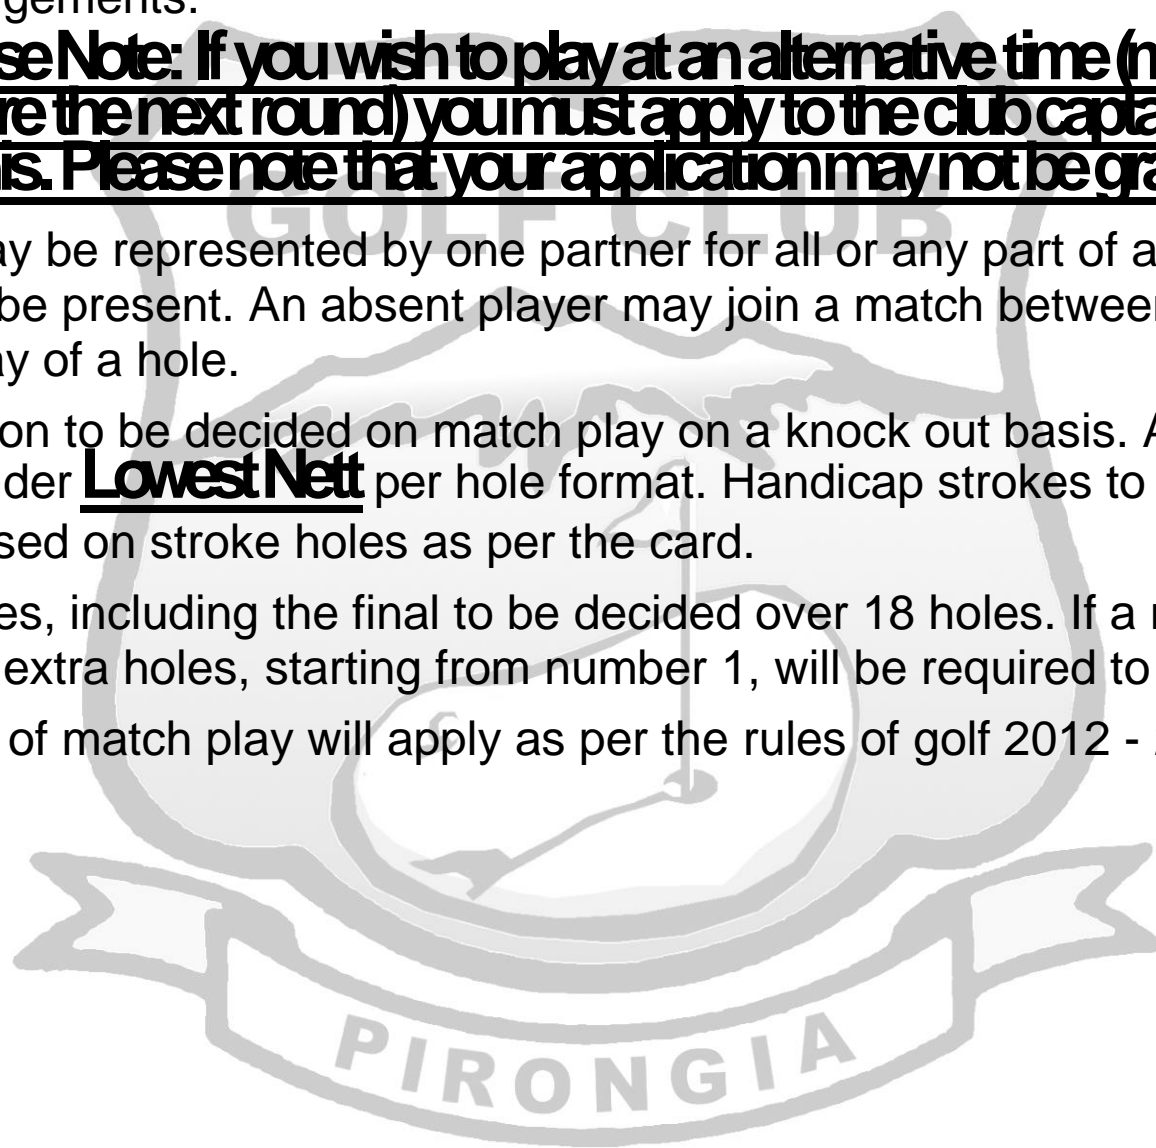 gements.
se Note: If you wish to play at an alternative time (n
re the next round) you must apply to the club capta
is. Please note that your application may not be gra
GOLF CLUB
ay be represented by one partner for all or any part of a
be present. An absent player may join a match between
ay of a hole.
on to be decided on match play on a knock out basis. A
der Lowest Nett per hole format. Handicap strokes to
sed on stroke holes as per the card.
es, including the final to be decided over 18 holes. If a
extra holes, starting from number 1, will be required to
of match play will apply as per the rules of golf 2012 -
PIRONGIA